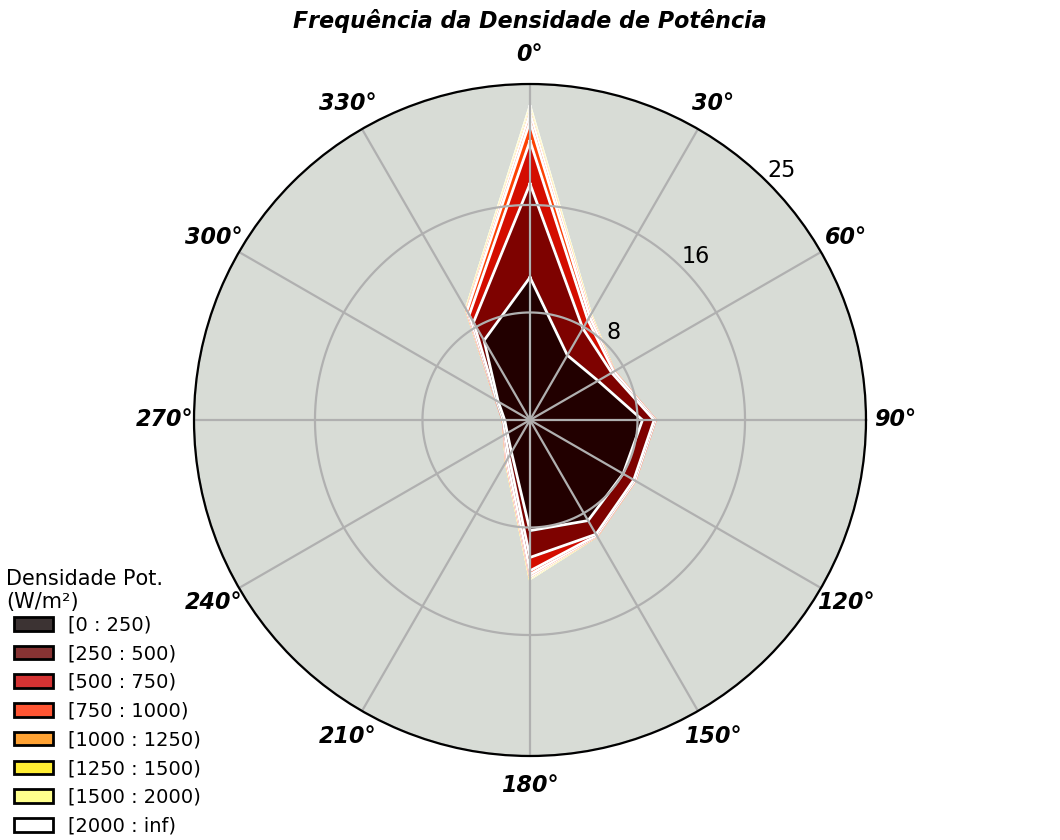 Frequência da Densidade de Potência
0°
330°
30°
25
300°
60°
16
8
270°
90°
240°
120°
210°
150°
180°
Densidade Pot.
(W/m²)
[0 : 250)
[250 : 500)
[500 : 750)
[750 : 1000)
[1000 : 1250)
[1250 : 1500)
[1500 : 2000)
[2000 : inf)